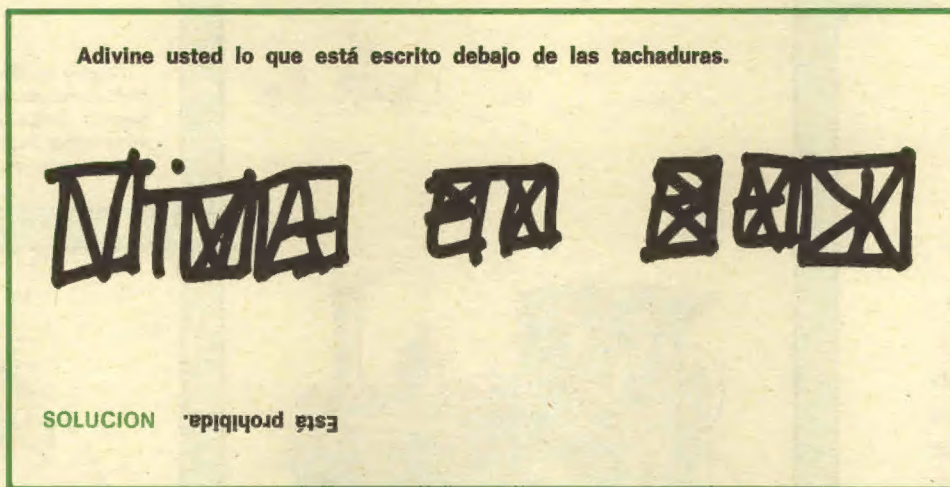 Adivine usted lo que está escrito debajo de las tachaduras.
SOLUCION Está prohibida.